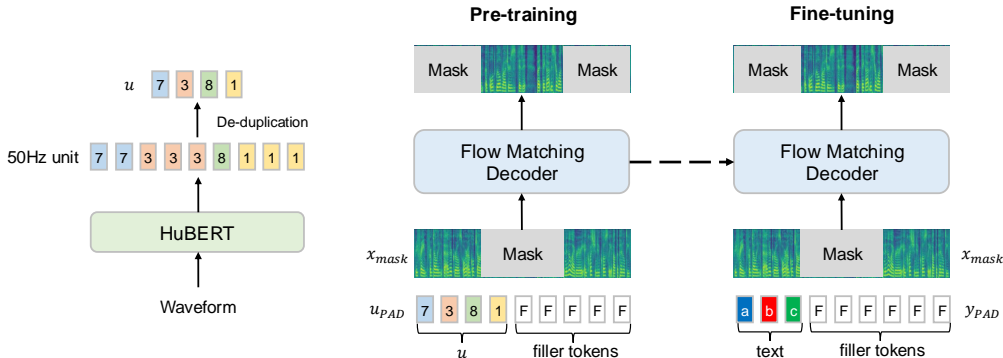 Pre-training
Fine-tuning
Mask Mask
Mask Mask
u 7 3 8 1
De-duplication
50Hz unit 7 7 3 3 3 8 1 1 1
Flow Matching
Decoder
Flow Matching
Decoder
HuBERT
x_mask Mask
Mask x_mask
Waveform
u_PAD 7 3 8 1 F F F F F
a b c F F F F F F y_PAD
u filler tokens
text filler tokens